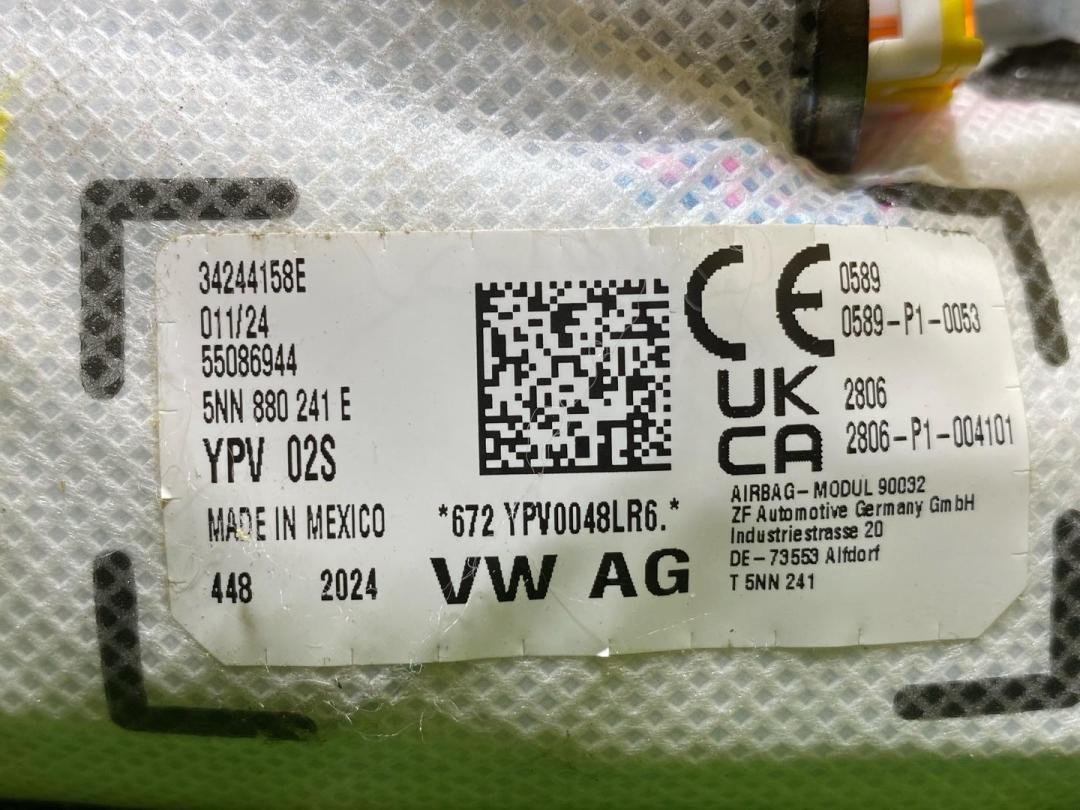 34244158E
011/24
55086944
5NN 880 241 E
YPV 02S
MADE IN MEXICO
448 2024
*672 YPV0048LR6.*
VW AG
CE 0589
0589-P1-0053
UK 2806
CA 2806-P1-004101
AIRBAG-MODUL 90032
ZF Automotive Germany GmbH
Industriestrasse 20
DE-73553 Alfdorf
T 5NN 241